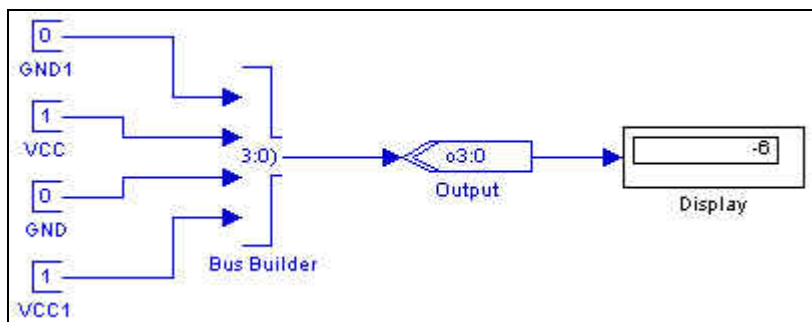 0
GND1
1
VCC
0
GND
1
VCC1
3:0)
Bus Builder
o3:0
Output
-6
Display